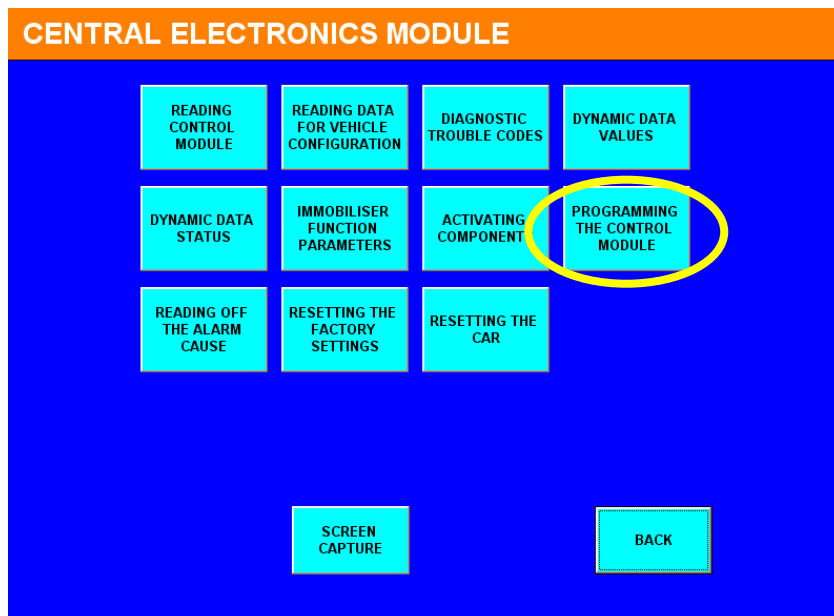 CENTRAL ELECTRONICS MODULE
READING
CONTROL
MODULE
READING DATA
FOR VEHICLE
CONFIGURATION
DIAGNOSTIC
TROUBLE CODES
DYNAMIC DATA
VALUES
DYNAMIC DATA
STATUS
IMMOBILISER
FUNCTION
PARAMETERS
ACTIVATING
COMPONENT
PROGRAMMING
THE CONTROL
MODULE
READING OFF
THE ALARM
CAUSE
RESETTING THE
FACTORY
SETTINGS
RESETTING THE
CAR
SCREEN
CAPTURE
BACK